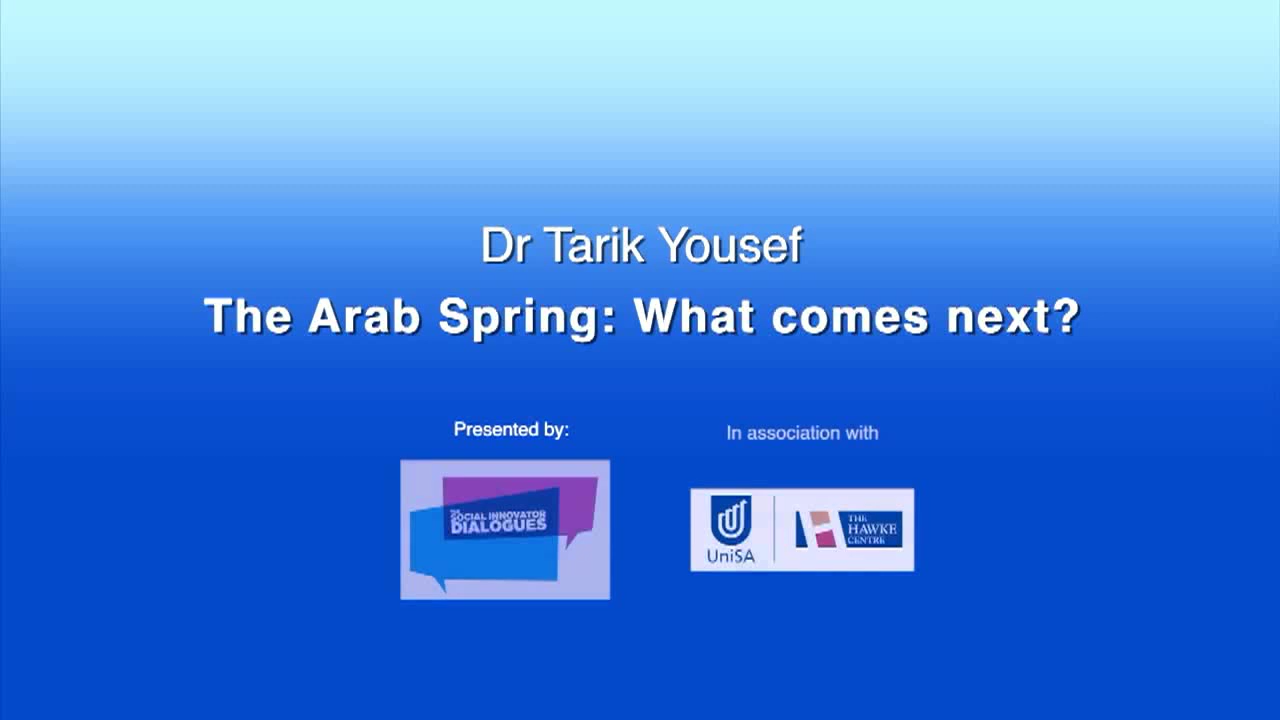 Dr Tarik Yousef
The Arab Spring: What comes next?
Presented by:
THE
SOCIAL INNOVATOR
DIALOGUES
In association with
UniSA
THE
HAWKE
CENTRE